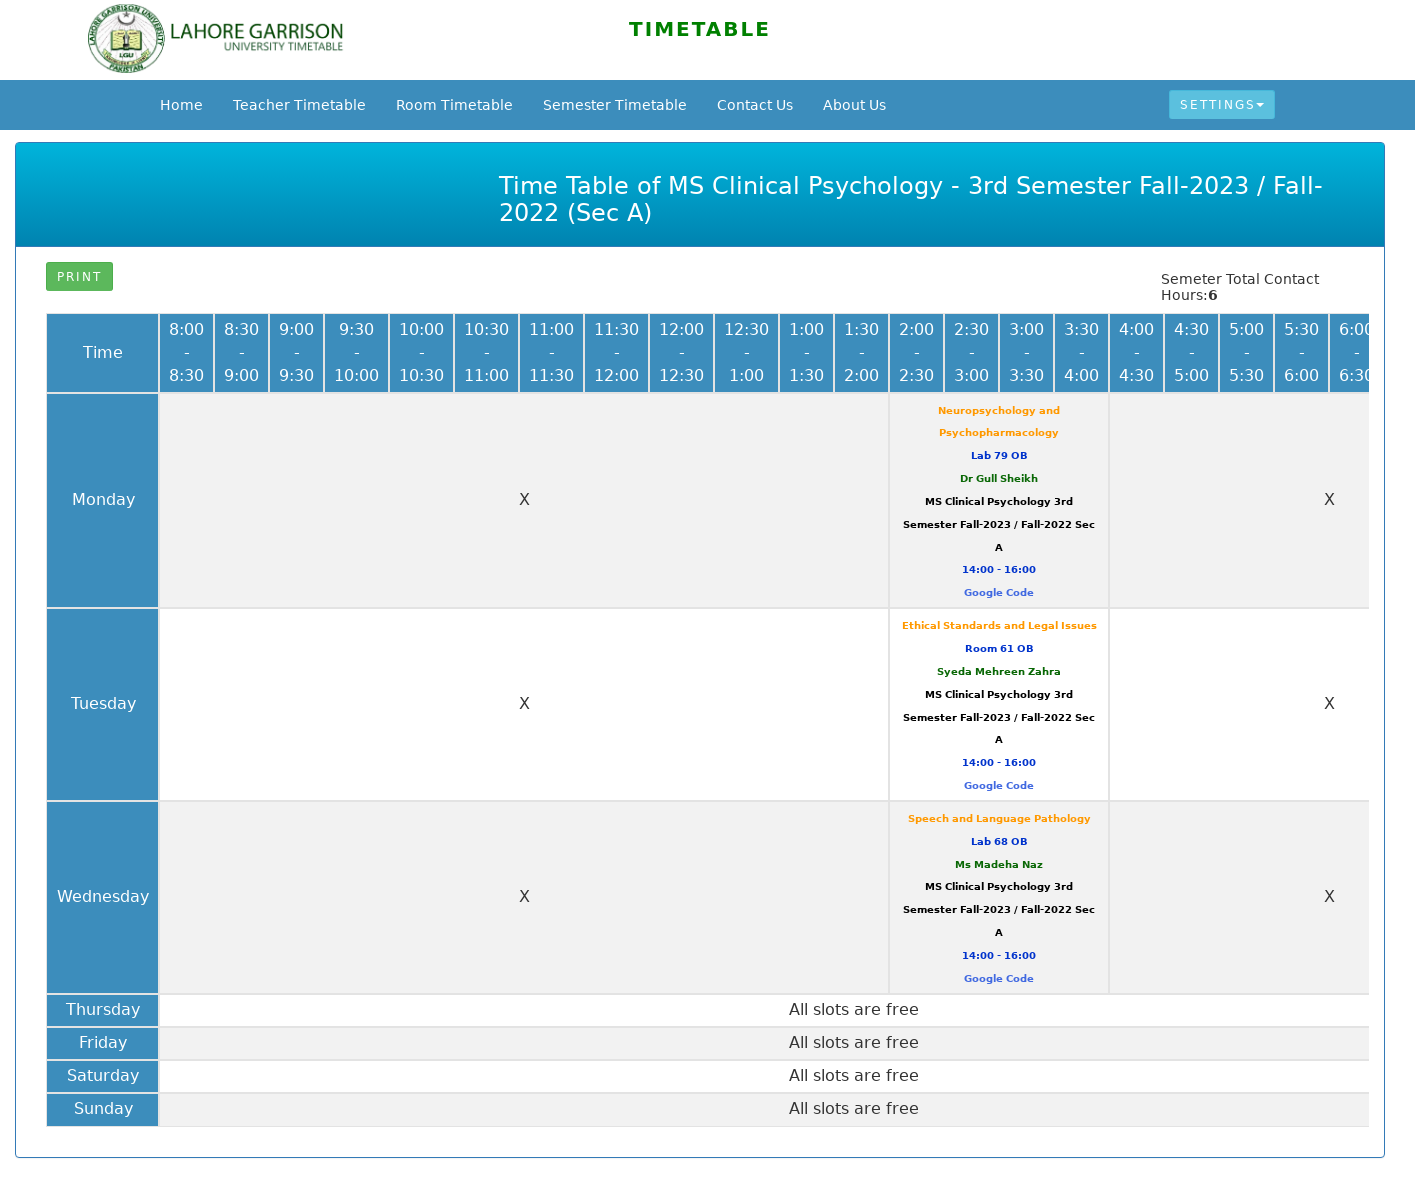 LAHORE GARRISON
UNIVERSITY TIMETABLE
TIMETABLE
Home Teacher Timetable Room Timetable Semester Timetable Contact Us About Us SETTINGS
Time Table of MS Clinical Psychology - 3rd Semester Fall-2023 / Fall-
2022 (Sec A)
PRINT
Semeter Total Contact
Hours:6
Time
8:00 - 8:30
8:30 - 9:00
9:00 - 9:30
9:30 - 10:00
10:00 - 10:30
10:30 - 11:00
11:00 - 11:30
11:30 - 12:00
12:00 - 12:30
12:30 - 1:00
1:00 - 1:30
1:30 - 2:00
2:00 - 2:30
2:30 - 3:00
3:00 - 3:30
3:30 - 4:00
4:00 - 4:30
4:30 - 5:00
5:00 - 5:30
5:30 - 6:00
6:00 - 6:30
Monday
X
Neuropsychology and
Psychopharmacology
Lab 79 OB
Dr Gull Sheikh
MS Clinical Psychology 3rd
Semester Fall-2023 / Fall-2022 Sec
A
14:00 - 16:00
Google Code
X
Tuesday
X
Ethical Standards and Legal Issues
Room 61 OB
Syeda Mehreen Zahra
MS Clinical Psychology 3rd
Semester Fall-2023 / Fall-2022 Sec
A
14:00 - 16:00
Google Code
X
Wednesday
X
Speech and Language Pathology
Lab 68 OB
Ms Madeha Naz
MS Clinical Psychology 3rd
Semester Fall-2023 / Fall-2022 Sec
A
14:00 - 16:00
Google Code
X
Thursday All slots are free
Friday All slots are free
Saturday All slots are free
Sunday All slots are free